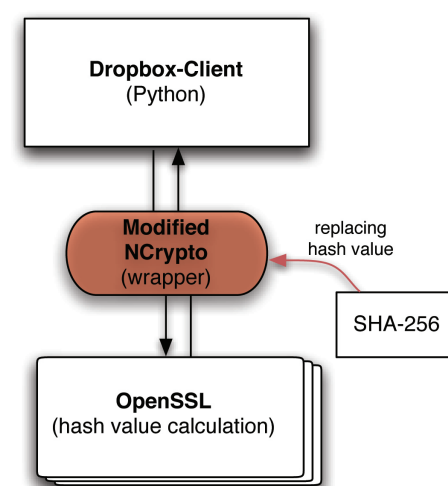 Dropbox-Client
(Python)
Modified
NCrypto
(wrapper)
replacing
hash value
SHA-256
OpenSSL
(hash value calculation)